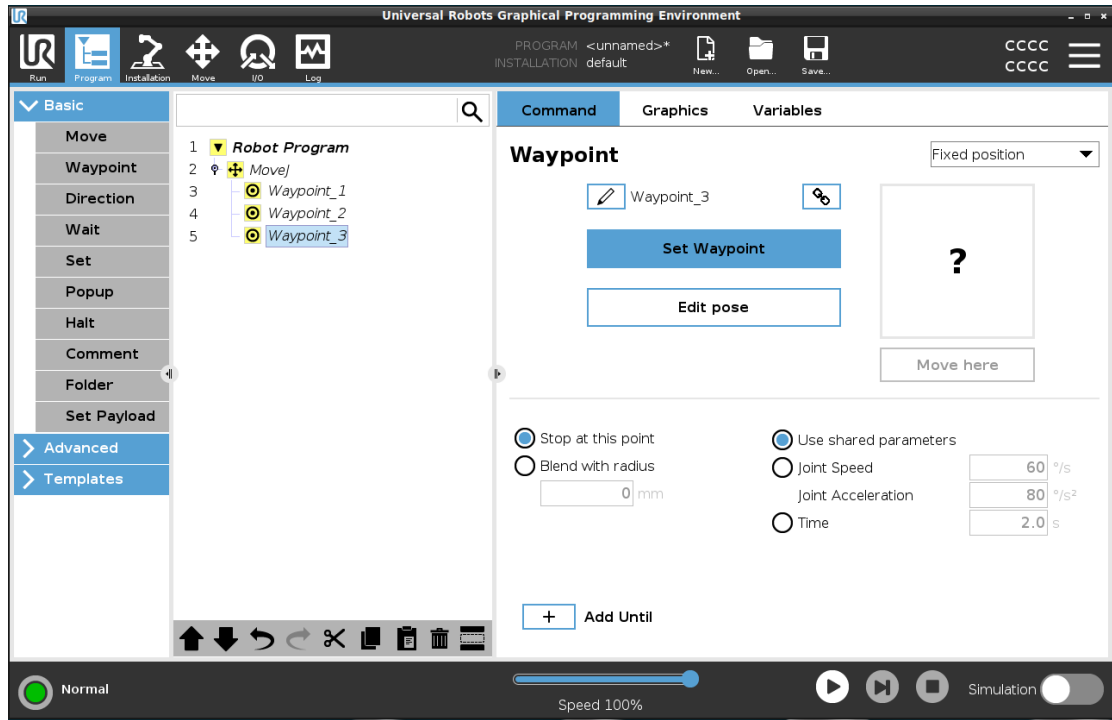 UR
Universal Robots Graphical Programming Environment
UR
Run
Program
Installation
Move
I/O
Log
PROGRAM <unnamed>*
INSTALLATION default
New...
Open...
Save...
CCCC
CCCC
Basic
Move
Waypoint
Direction
Wait
Set
Popup
Halt
Comment
Folder
Set Payload
Advanced
Templates
1 Robot Program
2 MoveJ
3 Waypoint_1
4 Waypoint_2
5 Waypoint_3
Command Graphics Variables
Waypoint
Fixed position
Waypoint_3
Set Waypoint
Edit pose
?
Move here
Stop at this point
Blend with radius
0 mm
Use shared parameters
Joint Speed 60 °/s
Joint Acceleration 80 °/s²
Time 2.0 s
+ Add Until
Normal
Speed 100%
Simulation